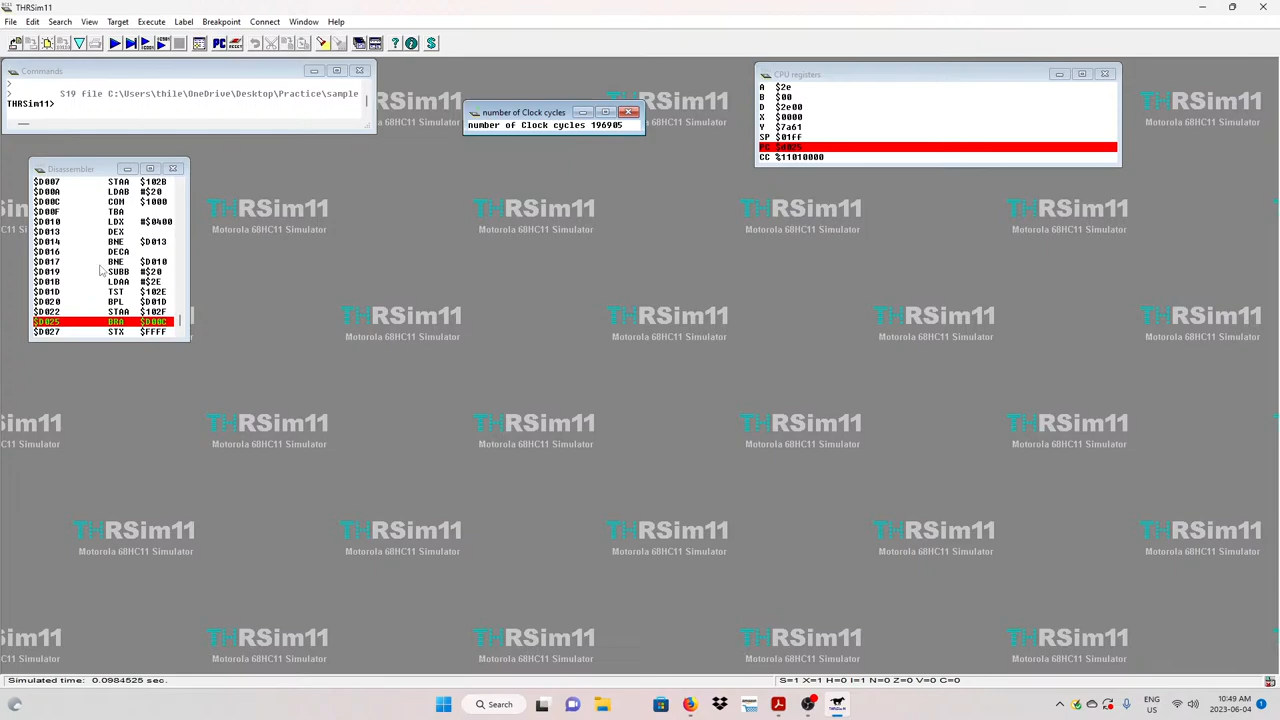 THRSim11
File Edit Search View Target Execute Label Breakpoint Connect Window Help
Commands
>
> S19 file C:\Users\thile\OneDrive\Desktop\Practice\sample
THRSim11>
number of Clock cycles
number of Clock cycles 196905
CPU registers
A $2e
B $00
D $2e00
X $0000
Y $7a61
SP $01ff
PC $d025
CC %11010000
Disassembler
$D007 STAA $102B
$D00A LDAB #$20
$D00C COM $1000
$D00F TBA
$D010 LDX #$0400
$D013 DEX
$D014 BNE $D013
$D016 DECA
$D017 BNE $D010
$D019 SUBB #$20
$D01B LDAA #$2E
$D01D TST $102E
$D020 BPL $D01D
$D022 STAA $102F
$D025 BRA $D00C
$D027 STX $FFFF
THRSim11
Motorola 68HC11 Simulator
Simulated time: 0.0984525 sec.
S=1 X=1 H=0 I=1 N=0 Z=0 V=0 C=0
Search
ENG
US
10:49 AM
2023-06-04